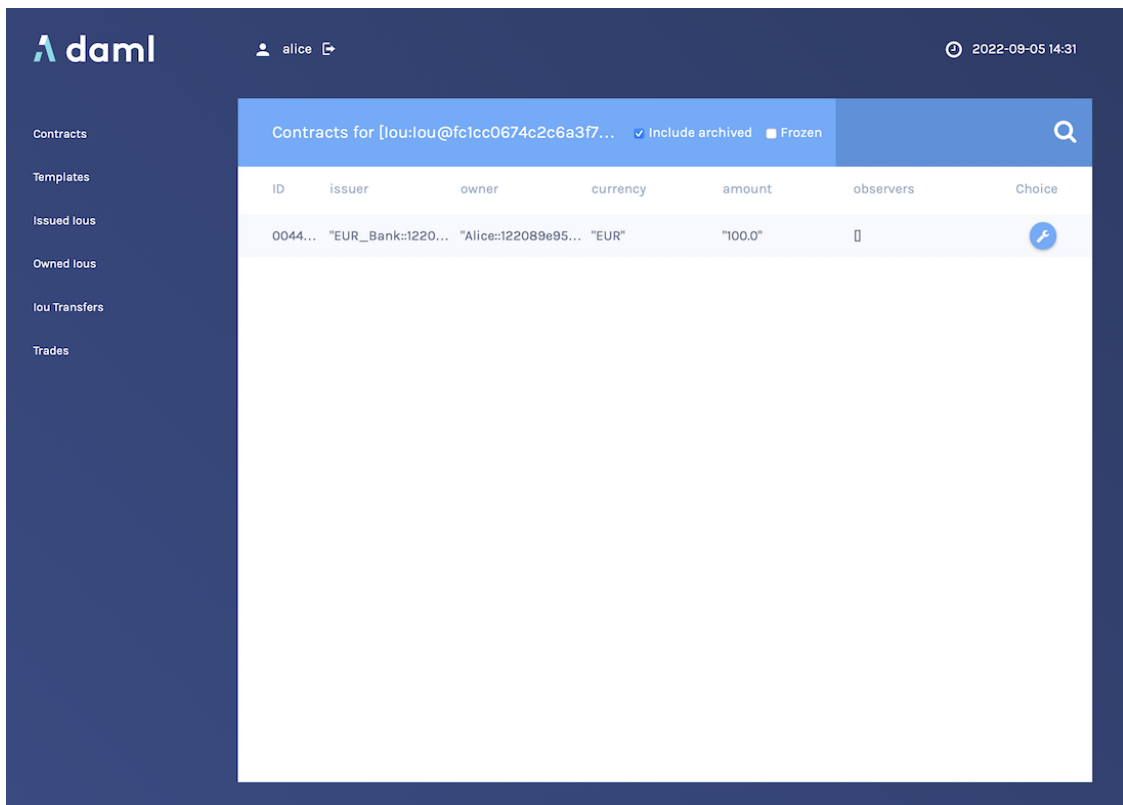 daml
alice
2022-09-05 14:31
Contracts
Templates
Issued Ious
Owned Ious
Iou Transfers
Trades
Contracts for [Iou:Iou@fc1cc0674c2c6a3f7... Include archived Frozen
ID issuer owner currency amount observers Choice
0044... "EUR_Bank::1220... "Alice::122089e95... "EUR" "100.0" []